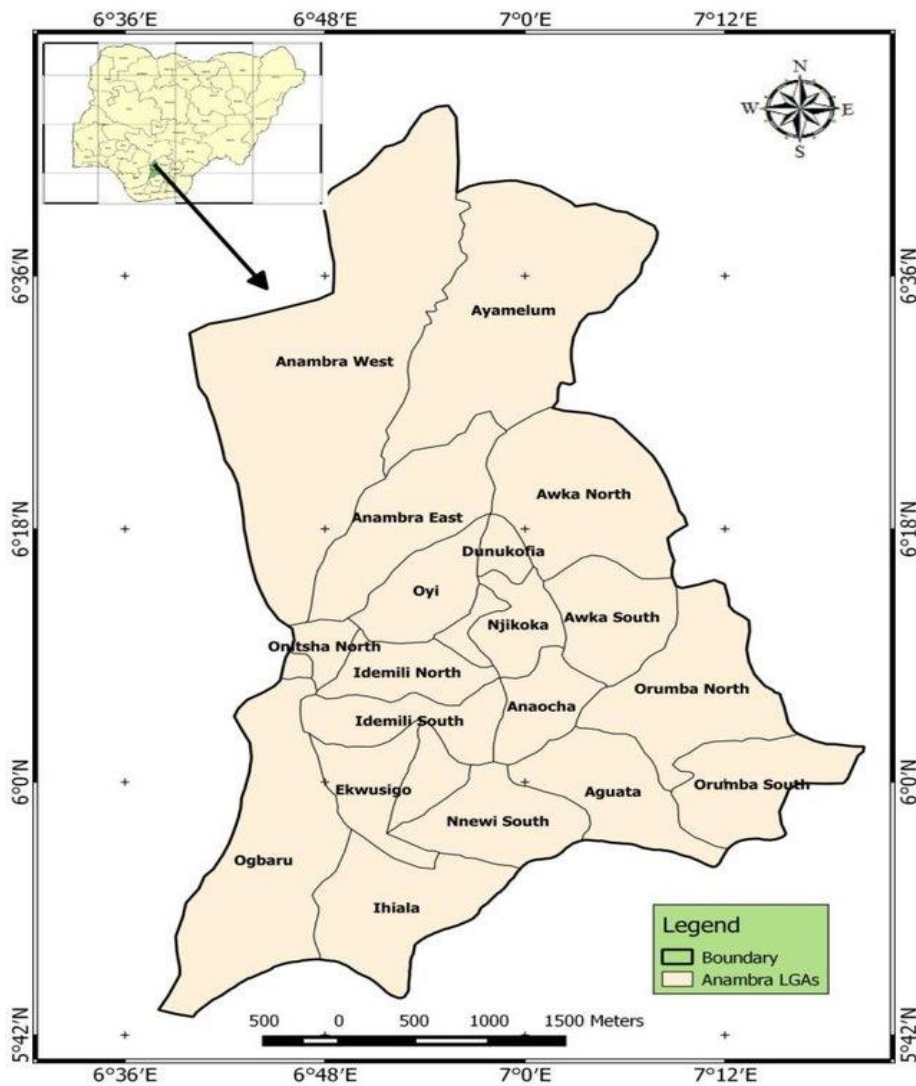 6°36'E 6°48'E 7°0'E 7°12'E
N
W E
S
6°36'N 6°36'N
Ayamelum
Anambra West
Awka North
Anambra East
6°18'N 6°18'N
Dunukofia
Oyi
Awka South
Njikoka
Onitsha North
Idemili North
Orumba North
Anaocha
Idemili South
6°0'N 6°0'N
Ekwusigo
Aguata
Orumba South
Nnewi South
Ogbaru
Ihiala
Legend
Boundary
Anambra LGAs
500 0 500 1000 1500 Meters
5°42'N 5°42'N
6°36'E 6°48'E 7°0'E 7°12'E